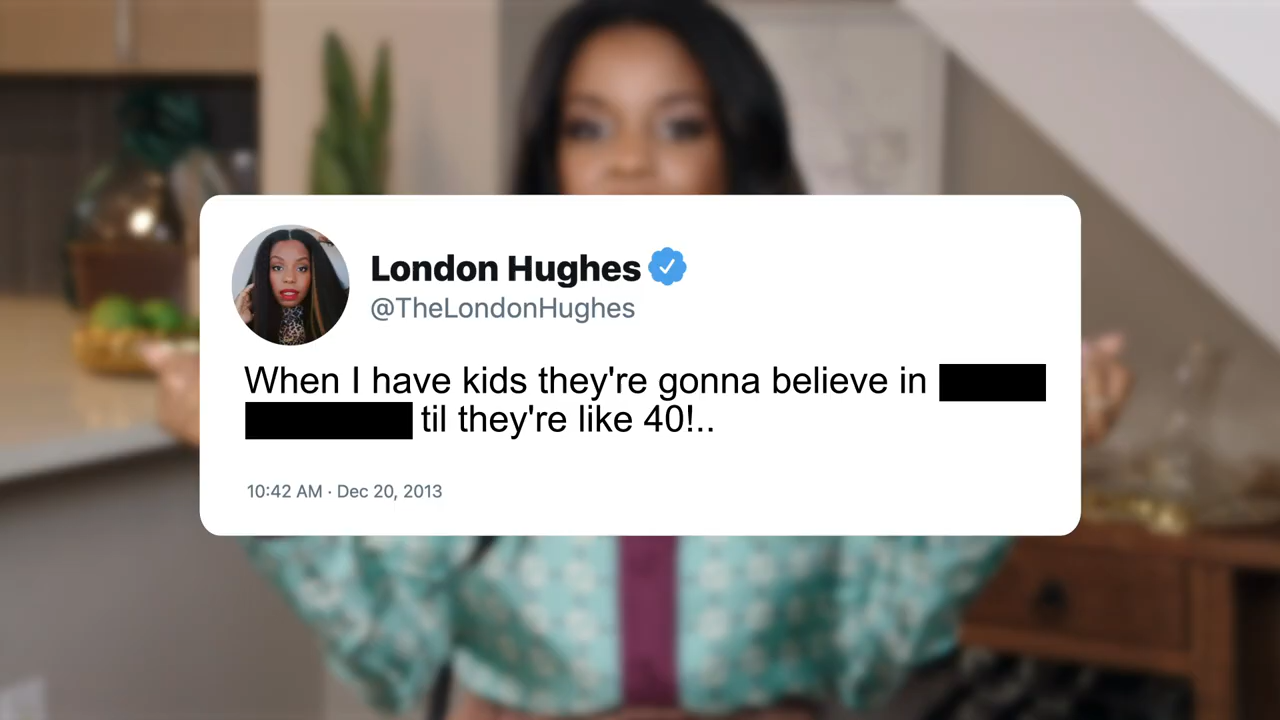 London Hughes
@TheLondonHughes
When I have kids they're gonna believe in
til they're like 40!..
10:42 AM · Dec 20, 2013